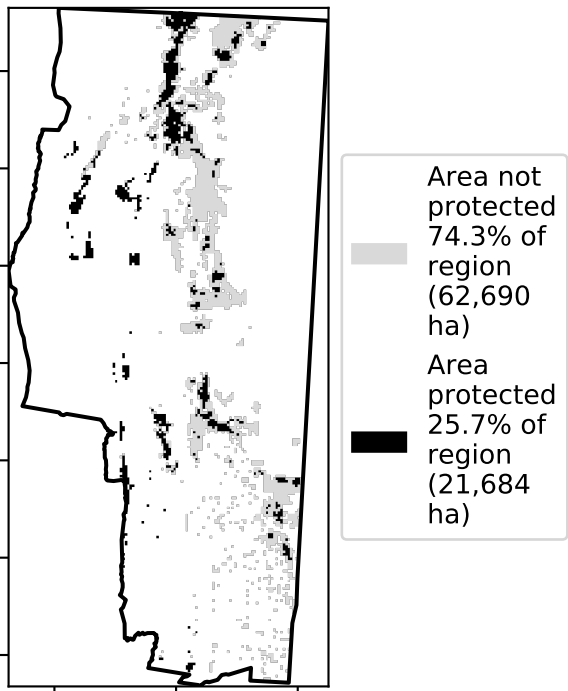 Area not
protected
74.3% of
region
(62,690
ha)
Area
protected
25.7% of
region
(21,684
ha)